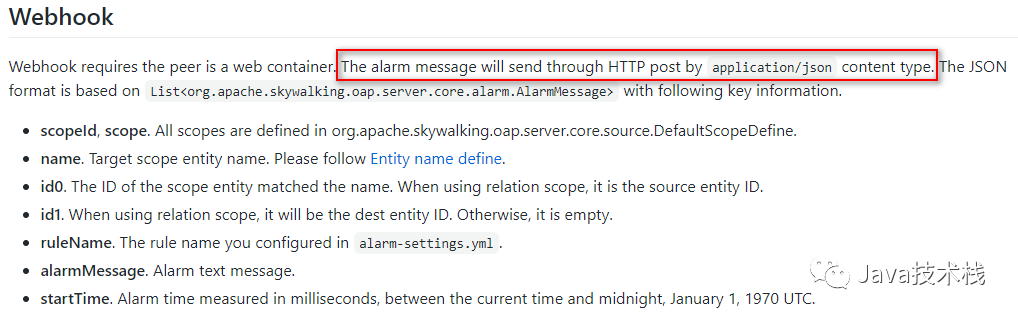 Webhook
Webhook requires the peer is a web container. The alarm message will send through HTTP post by application/json content type. The JSON
format is based on List<org.apache.skywalking.oap.server.core.alarm.AlarmMessage> with following key information.
• scopeId, scope. All scopes are defined in org.apache.skywalking.oap.server.core.source.DefaultScopeDefine.
• name. Target scope entity name. Please follow Entity name define.
• id0. The ID of the scope entity matched the name. When using relation scope, it is the source entity ID.
• id1. When using relation scope, it will be the dest entity ID. Otherwise, it is empty.
• ruleName. The rule name you configured in alarm-settings.yml.
• alarmMessage. Alarm text message.
• startTime. Alarm time measured in milliseconds, between the current time and midnight, January 1, 1970 UTC.
Java技术栈